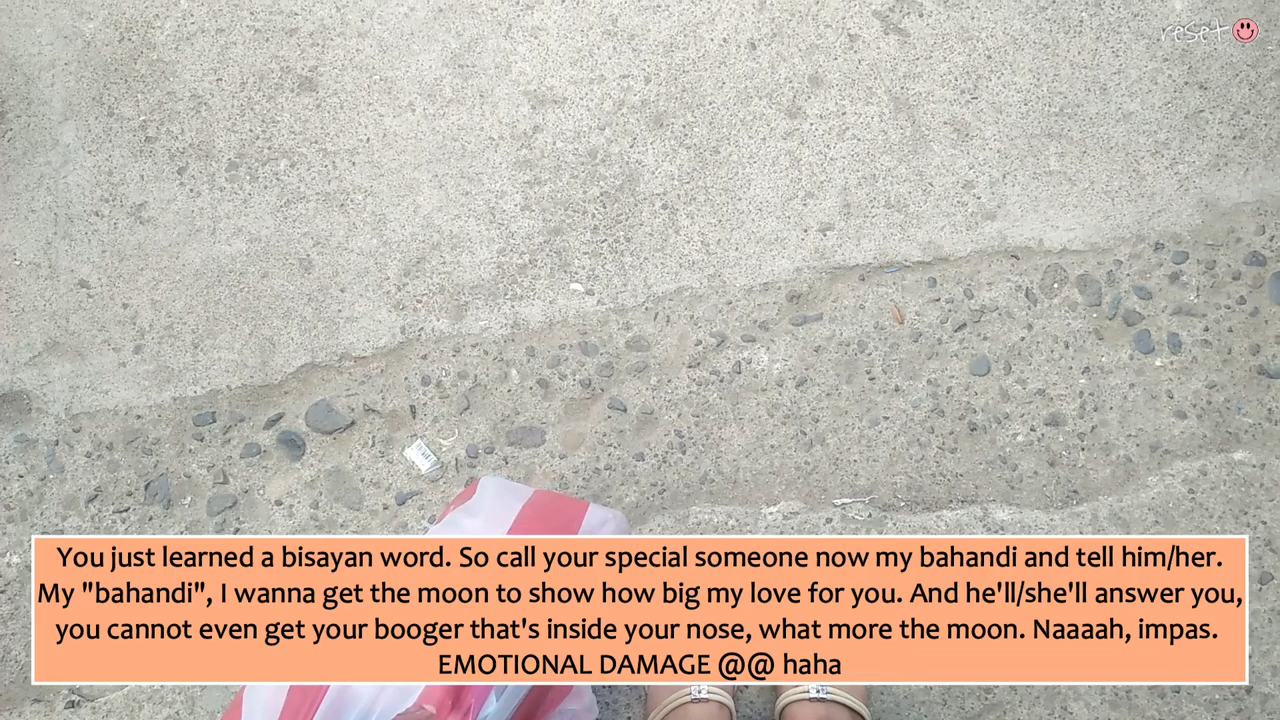 reset
You just learned a bisayan word. So call your special someone now my bahandi and tell him/her.
My "bahandi", I wanna get the moon to show how big my love for you. And he'll/she'll answer you,
you cannot even get your booger that's inside your nose, what more the moon. Naaaah, impas.
EMOTIONAL DAMAGE @@ haha